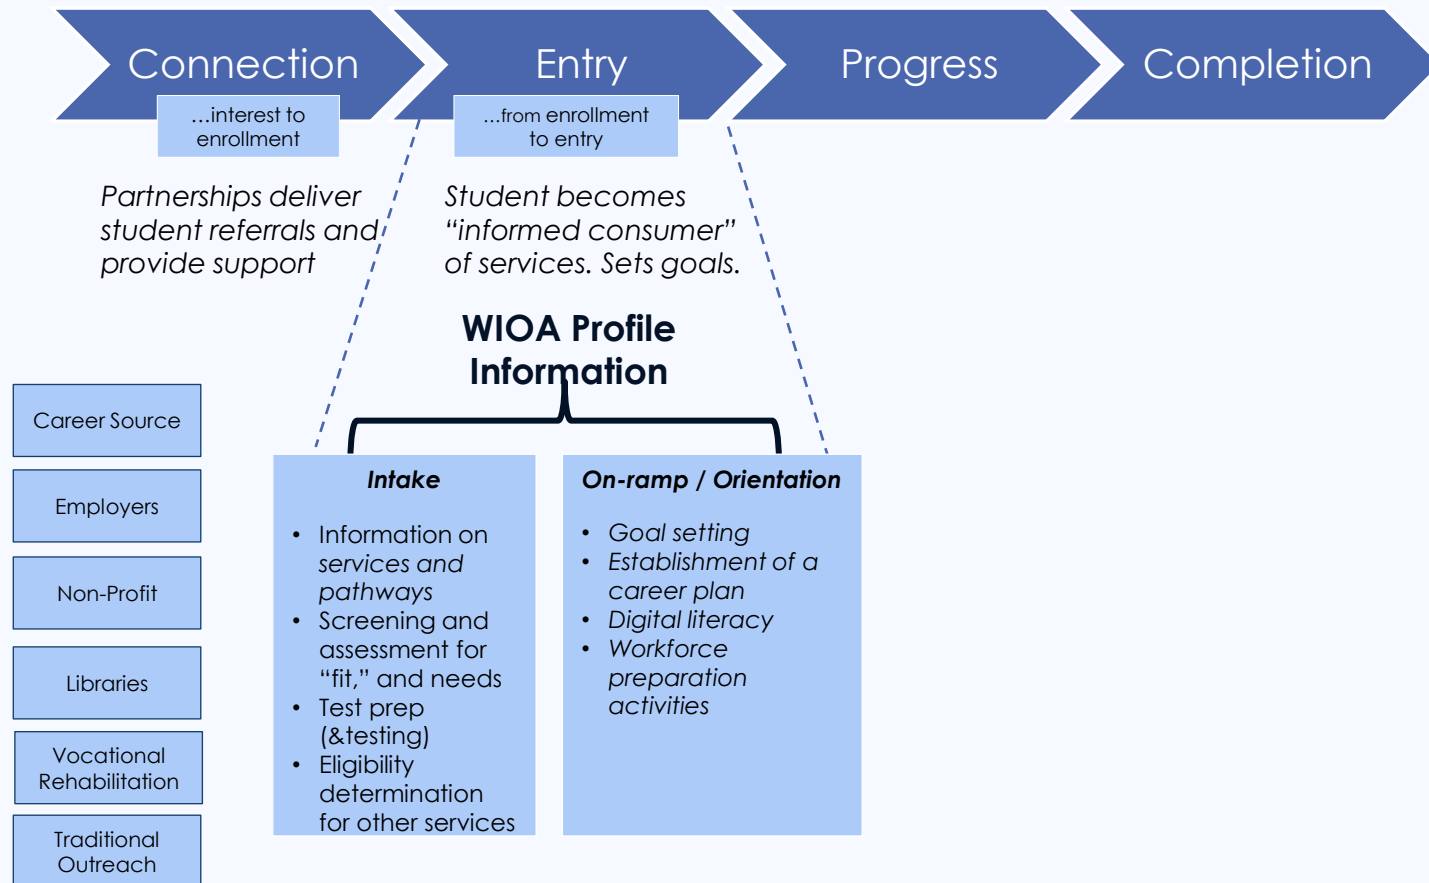 Connection
Entry
Progress
Completion
…interest to
enrollment
…from enrollment
to entry
Partnerships deliver
student referrals and
provide support
Student becomes
“informed consumer”
of services. Sets goals.
WIOA Profile
Information
Career Source
Employers
Non-Profit
Libraries
Vocational
Rehabilitation
Traditional
Outreach
Intake
• Information on
services and
pathways
• Screening and
assessment for
“fit,” and needs
• Test prep
(&testing)
• Eligibility
determination
for other services
On-ramp / Orientation
• Goal setting
• Establishment of a
career plan
• Digital literacy
• Workforce
preparation
activities